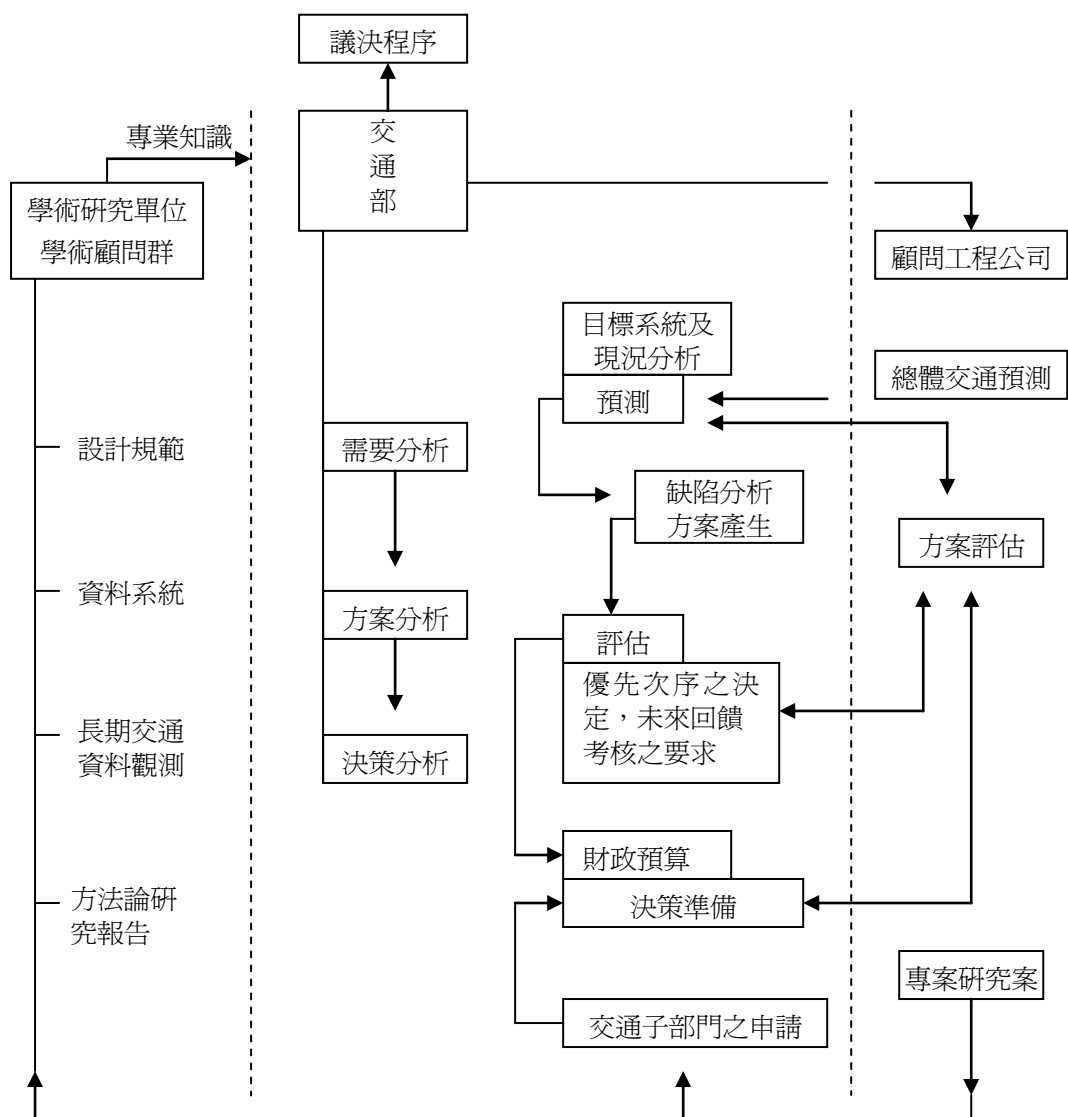 議決程序
專業知識
交
通
部
學術研究單位
學術顧問群
顧問工程公司
目標系統及
現況分析
預測
總體交通預測
設計規範
需要分析
缺陷分析
方案產生
方案評估
資料系統
方案分析
評估
優先次序之決
定，未來回饋
考核之要求
長期交通
資料觀測
決策分析
財政預算
決策準備
方法論研
究報告
專案研究案
交通子部門之申請